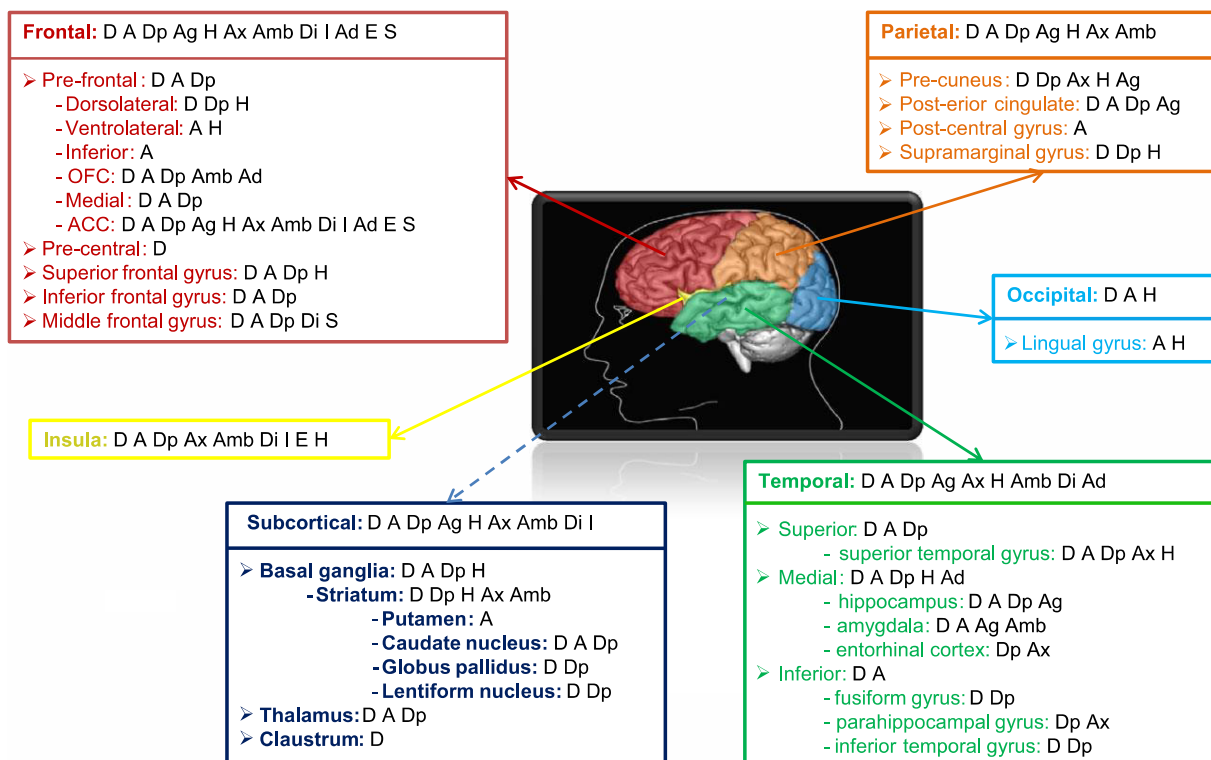 Frontal: D A Dp Ag H Ax Amb Di I Ad E S
➢ Pre-frontal: D A Dp
- Dorsolateral: D Dp H
- Ventrolateral: A H
- Inferior: A
- OFC: D A Dp Amb Ad
- Medial: D A Dp
- ACC: D A Dp Ag H Ax Amb Di I Ad E S
➢ Pre-central: D
➢ Superior frontal gyrus: D A Dp H
➢ Inferior frontal gyrus: D A Dp
➢ Middle frontal gyrus: D A Dp Di S
Parietal: D A Dp Ag H Ax Amb
➢ Pre-cuneus: D Dp Ax H Ag
➢ Post-erior cingulate: D A Dp Ag
➢ Post-central gyrus: A
➢ Supramarginal gyrus: D Dp H
Occipital: D A H
➢ Lingual gyrus: A H
Insula: D A Dp Ax Amb Di I E H
Subcortical: D A Dp Ag H Ax Amb Di I
➢ Basal ganglia: D A Dp H
-Striatum: D Dp H Ax Amb
-Putamen: A
-Caudate nucleus: D A Dp
-Globus pallidus: D Dp
-Lentiform nucleus: D Dp
➢ Thalamus: D A Dp
➢ Claustrum: D
Temporal: D A Dp Ag Ax H Amb Di Ad
➢ Superior: D A Dp
- superior temporal gyrus: D A Dp Ax H
➢ Medial: D A Dp H Ad
- hippocampus: D A Dp Ag
- amygdala: D A Ag Amb
- entorhinal cortex: Dp Ax
➢ Inferior: D A
- fusiform gyrus: D Dp
- parahippocampal gyrus: Dp Ax
- inferior temporal gyrus: D Dp